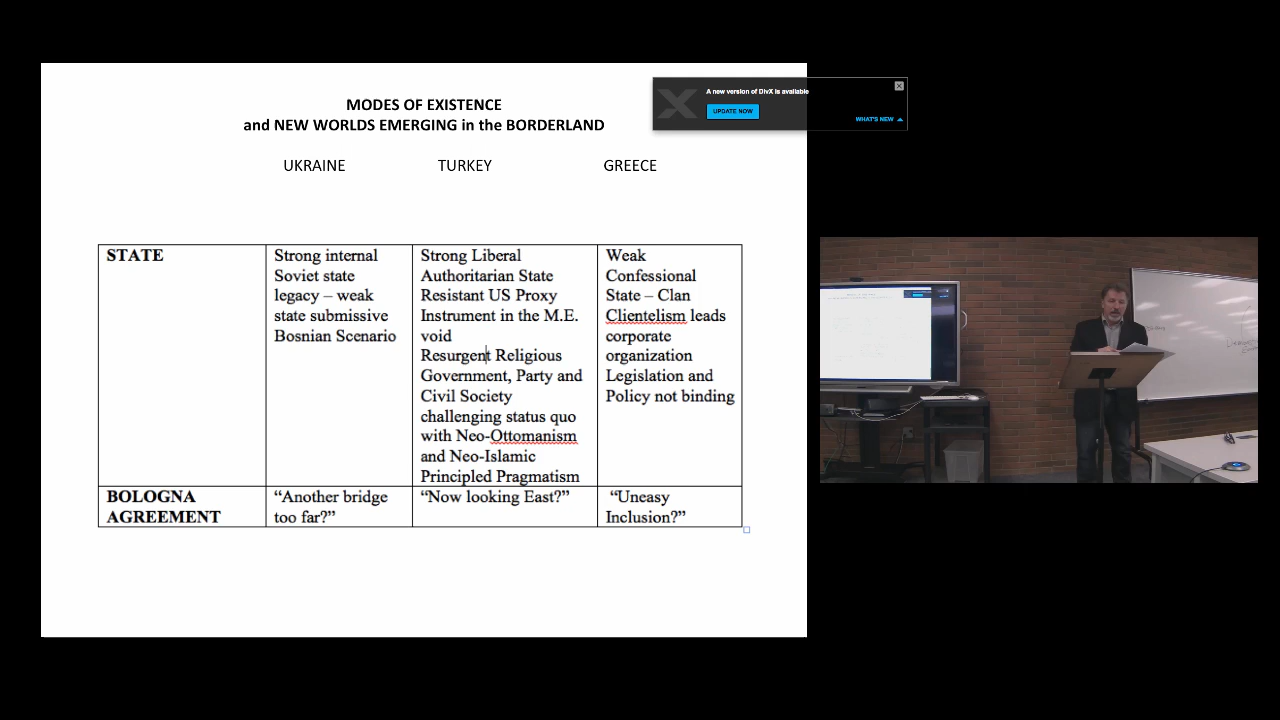 MODES OF EXISTENCE
and NEW WORLDS EMERGING in the BORDERLAND
A new version of DivX is available
UPDATE NOW
WHAT'S NEW
UKRAINE TURKEY GREECE
STATE
Strong internal
Soviet state
legacy – weak
state submissive
Bosnian Scenario
Strong Liberal
Authoritarian State
Resistant US Proxy
Instrument in the M.E.
void
Resurgent Religious
Government, Party and
Civil Society
challenging status quo
with Neo-Ottomanism
and Neo-Islamic
Principled Pragmatism
Weak
Confessional
State – Clan
Clientelism leads
corporate
organization
Legislation and
Policy not binding
BOLOGNA
AGREEMENT
“Another bridge
too far?”
“Now looking East?”
“Uneasy
Inclusion?”